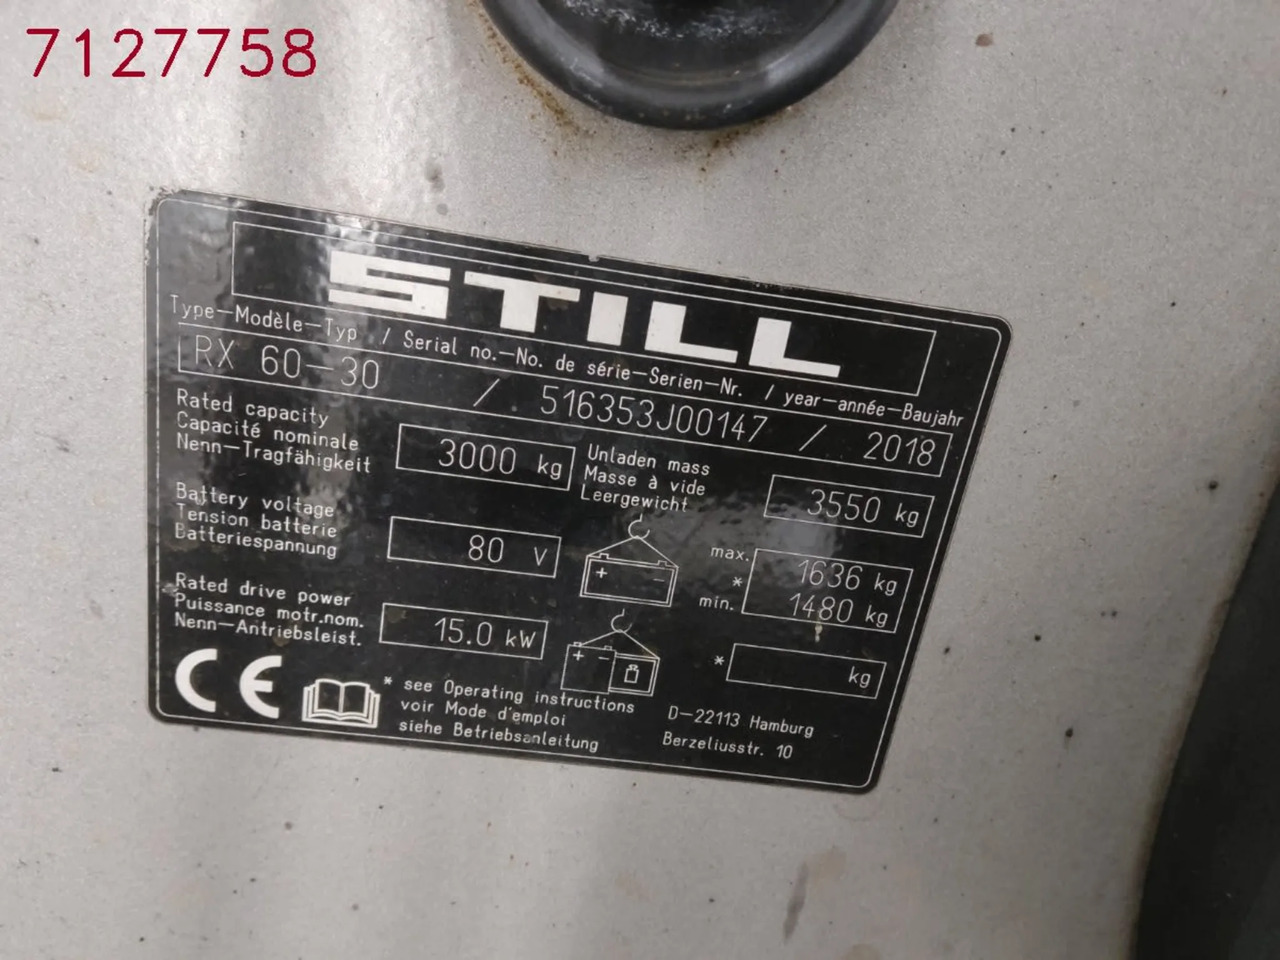 7127758
STILL
Type-Modèle-Typ / Serial no.-No. de série-Serien-Nr. / year-année-Baujahr
RX 60-30 / 516353J00147 / 2018
Rated capacity
Capacité nominale
Nenn-Tragfähigkeit
3000 kg
Unladen mass
Masse à vide
Leergewicht
3550 kg
Battery voltage
Tension batterie
Batteriespannung
80 V
+ -
max. 1636 kg
*
min. 1480 kg
Rated drive power
Puissance motr.nom.
Nenn-Antriebsleist.
15.0 kW
+ -
* kg
CE
* see Operating instructions
voir Mode d'emploi
siehe Betriebsanleitung
D-22113 Hamburg
Berzeliusstr. 10